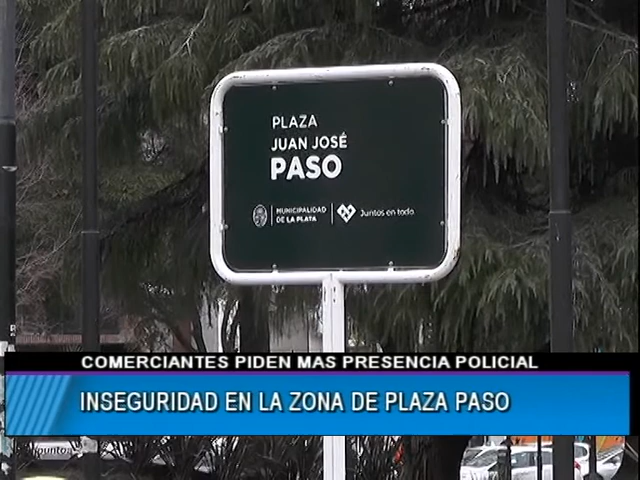 PLAZA
JUAN JOSÉ
PASO
MUNICIPALIDAD
DE LA PLATA
Juntos en todo.
COMERCIANTES PIDEN MAS PRESENCIA POLICIAL
INSEGURIDAD EN LA ZONA DE PLAZA PASO